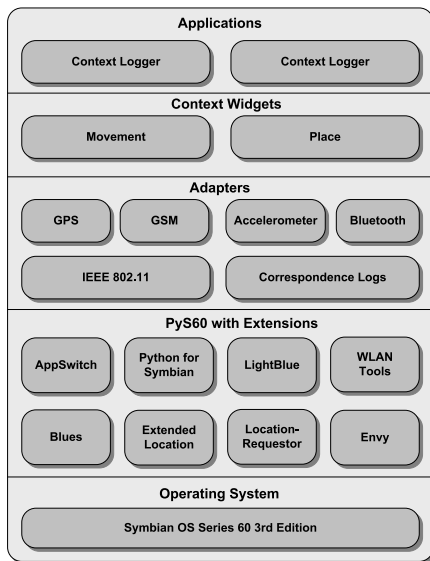 Applications
Context Logger
Context Logger
Context Widgets
Movement
Place
Adapters
GPS
GSM
Accelerometer
Bluetooth
IEEE 802.11
Correspondence Logs
PyS60 with Extensions
AppSwitch
Python for
Symbian
LightBlue
WLAN
Tools
Blues
Extended
Location
Location-
Requestor
Envy
Operating System
Symbian OS Series 60 3rd Edition